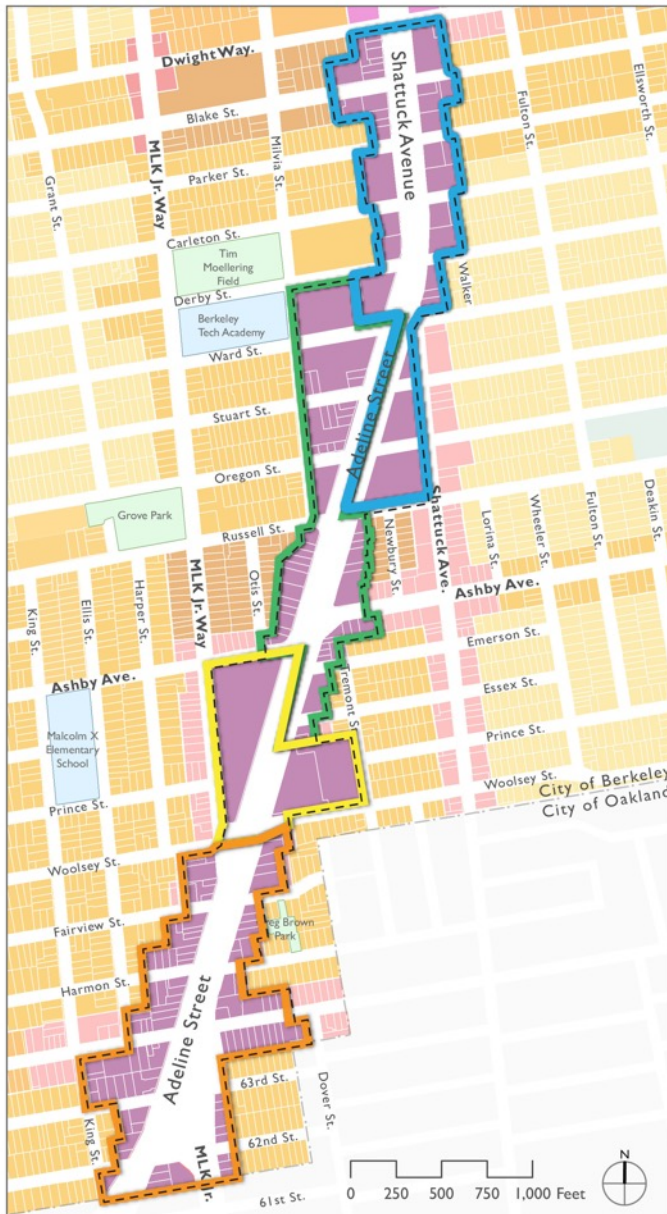 Dwight Way.
Shattuck Avenue
Ellsworth St.
Blake St.
Fulton St.
MLK Jr. Way
Milvia St.
Parker St.
Grant St.
Carleton St.
Tim
Moellering
Field
Walker
Derby St.
Berkeley
Tech Academy
Ward St.
Adeline Street
Stuart St.
Oregon St.
Shattuck Ave.
Deakin St.
Fulton St.
Wheeler St.
Lorina St.
Grove Park
Russell St.
Newbury St.
MLK Jr. Way
Otis St.
Ashby Ave.
Harper St.
Ellis St.
King St.
Emerson St.
Ashby Ave.
Tremont S
Essex St.
Malcolm X
Elementary
School
Prince St.
Woolsey St.
City of Berkeley
City of Oakland
Prince St.
Woolsey St.
Fairview St.
reg Brown
Park
Harmon St.
Adeline Street
63rd St.
Dover St.
King St.
62nd St.
MLK Jr.
61st St.
N
0 250 500 750 1,000 Feet